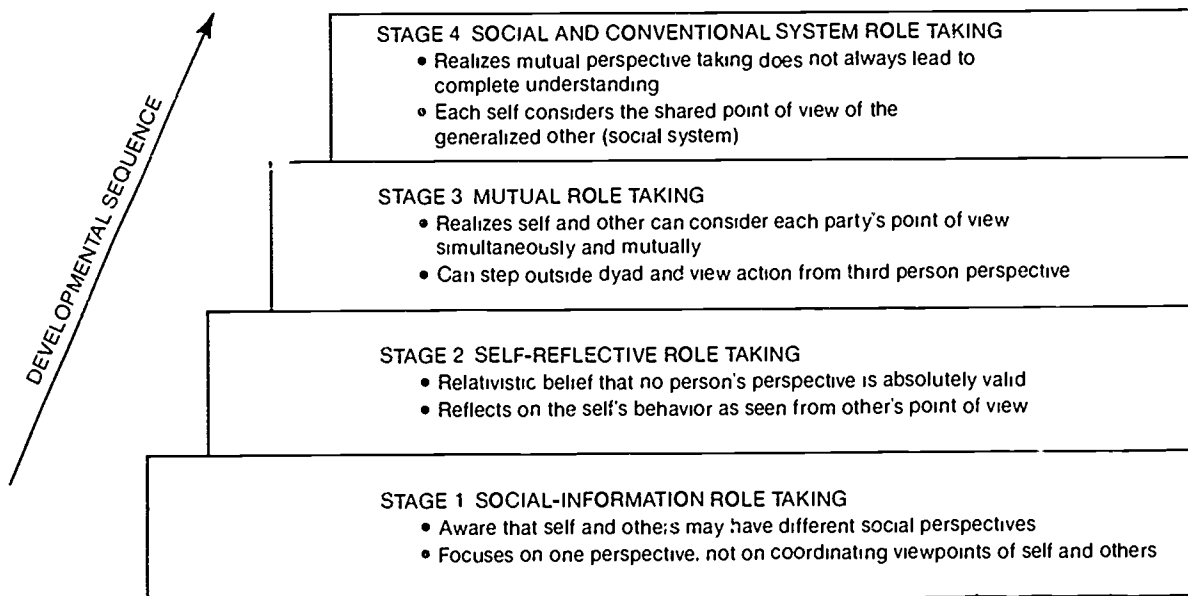 DEVELOPMENTAL SEQUENCE
STAGE 4 SOCIAL AND CONVENTIONAL SYSTEM ROLE TAKING
• Realizes mutual perspective taking does not always lead to
complete understanding
• Each self considers the shared point of view of the
generalized other (social system)
STAGE 3 MUTUAL ROLE TAKING
• Realizes self and other can consider each party's point of view
simultaneously and mutually
• Can step outside dyad and view action from third person perspective
STAGE 2 SELF-REFLECTIVE ROLE TAKING
• Relativistic belief that no person's perspective is absolutely valid
• Reflects on the self's behavior as seen from other's point of view
STAGE 1 SOCIAL-INFORMATION ROLE TAKING
• Aware that self and others may have different social perspectives
• Focuses on one perspective, not on coordinating viewpoints of self and others